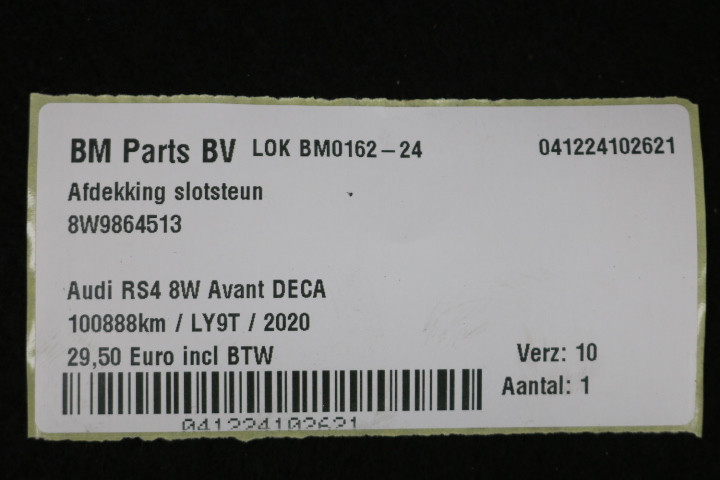 BM Parts BV LOK BM0162-24 041224102621
Afdekking slotsteun
8W9864513
Audi RS4 8W Avant DECA
100888km / LY9T / 2020
29,50 Euro incl BTW Verz: 10
Aantal: 1
041224102621